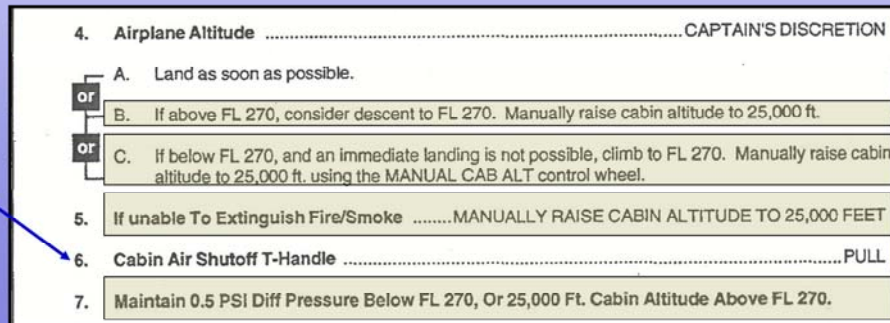 4. Airplane Altitude ........................................................................CAPTAIN'S DISCRETION
A. Land as soon as possible.
or
B. If above FL 270, consider descent to FL 270. Manually raise cabin altitude to 25,000 ft.
or
C. If below FL 270, and an immediate landing is not possible, climb to FL 270. Manually raise cabin
altitude to 25,000 ft. using the MANUAL CAB ALT control wheel.
5. If unable To Extinguish Fire/Smoke ........MANUALLY RAISE CABIN ALTITUDE TO 25,000 FEET
6. Cabin Air Shutoff T-Handle ......................................................................................PULL
7. Maintain 0.5 PSI Diff Pressure Below FL 270, Or 25,000 Ft. Cabin Altitude Above FL 270.